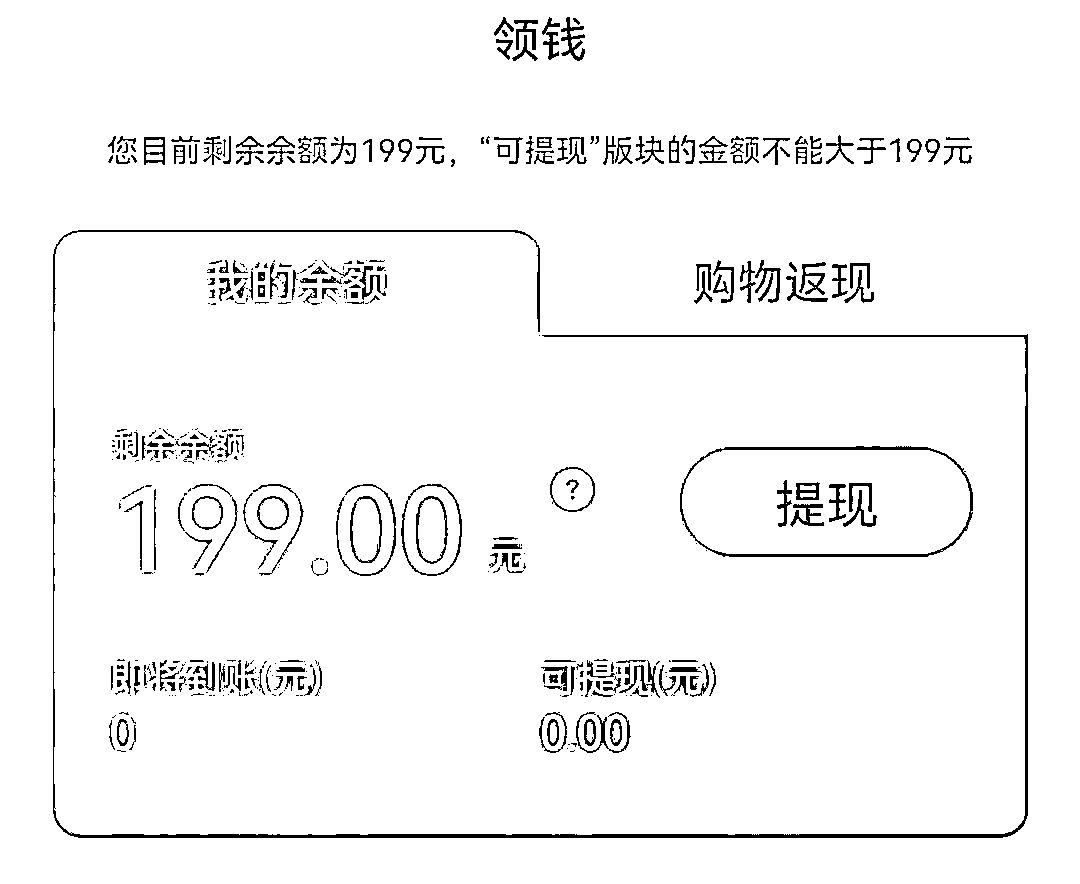 领钱
您目前剩余余额为199元，“可提现”版块的金额不能大于199元
我的余额
购物返现
剩余余额
199.00 元
?
提现
即将到账(元)
可提现(元)
0
0.00